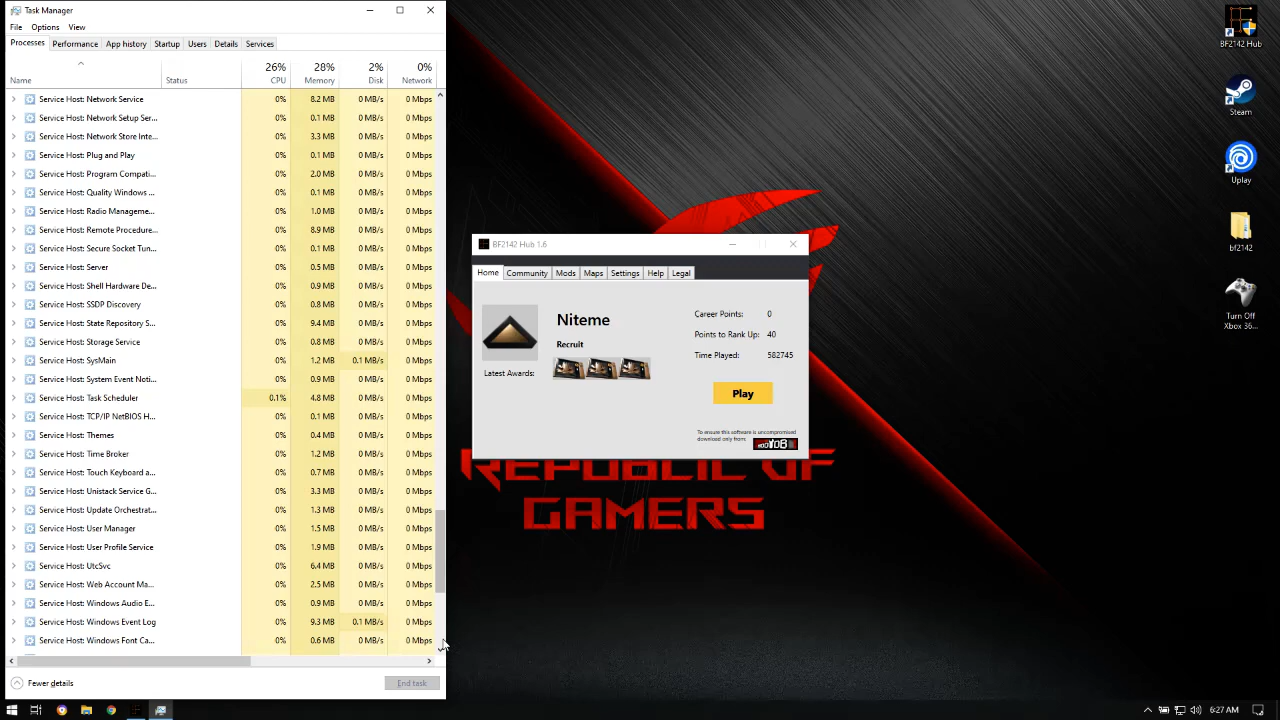 Task Manager
File Options View
Processes Performance App history Startup Users Details Services
26% 28% 2% 0%
Name Status CPU Memory Disk Network
Service Host: Network Service 0% 8.2 MB 0 MB/s 0 Mbps
Service Host: Network Setup Ser... 0% 0.1 MB 0 MB/s 0 Mbps
Service Host: Network Store Inte... 0% 3.3 MB 0 MB/s 0 Mbps
Service Host: Plug and Play 0% 0.1 MB 0 MB/s 0 Mbps
Service Host: Program Compati... 0% 2.0 MB 0 MB/s 0 Mbps
Service Host: Quality Windows ... 0% 0.1 MB 0 MB/s 0 Mbps
Service Host: Radio Manageme... 0% 1.0 MB 0 MB/s 0 Mbps
Service Host: Remote Procedure... 0% 8.9 MB 0 MB/s 0 Mbps
Service Host: Secure Socket Tun... 0% 0.1 MB 0 MB/s 0 Mbps
Service Host: Server 0% 0.5 MB 0 MB/s 0 Mbps
Service Host: Shell Hardware De... 0% 0.9 MB 0 MB/s 0 Mbps
Service Host: SSDP Discovery 0% 0.8 MB 0 MB/s 0 Mbps
Service Host: State Repository S... 0% 9.4 MB 0 MB/s 0 Mbps
Service Host: Storage Service 0% 0.8 MB 0 MB/s 0 Mbps
Service Host: SysMain 0% 1.2 MB 0.1 MB/s 0 Mbps
Service Host: System Event Noti... 0% 0.9 MB 0 MB/s 0 Mbps
Service Host: Task Scheduler 0.1% 4.8 MB 0 MB/s 0 Mbps
Service Host: TCP/IP NetBIOS H... 0% 0.1 MB 0 MB/s 0 Mbps
Service Host: Themes 0% 0.4 MB 0 MB/s 0 Mbps
Service Host: Time Broker 0% 1.2 MB 0 MB/s 0 Mbps
Service Host: Touch Keyboard a... 0% 0.7 MB 0 MB/s 0 Mbps
Service Host: Unistack Service G... 0% 3.3 MB 0 MB/s 0 Mbps
Service Host: Update Orchestrat... 0% 1.3 MB 0 MB/s 0 Mbps
Service Host: User Manager 0% 1.5 MB 0 MB/s 0 Mbps
Service Host: User Profile Service 0% 1.9 MB 0 MB/s 0 Mbps
Service Host: UtcSvc 0% 6.4 MB 0 MB/s 0 Mbps
Service Host: Web Account Ma... 0% 2.5 MB 0 MB/s 0 Mbps
Service Host: Windows Audio E... 0% 0.9 MB 0 MB/s 0 Mbps
Service Host: Windows Event Log 0% 9.3 MB 0.1 MB/s 0 Mbps
Service Host: Windows Font Ca... 0% 0.6 MB 0 MB/s 0 Mbps
Fewer details End task
BF2142 Hub 1.6
Home Community Mods Maps Settings Help Legal
Niteme
Recruit
Latest Awards:
Career Points: 0
Points to Rank Up: 40
Time Played: 582745
Play
To ensure this software is uncompromised
download only from:
REPUBLIC OF
GAMERS
BF2142 Hub
Steam
Uplay
bf2142
Turn Off
Xbox 36...
6:27 AM